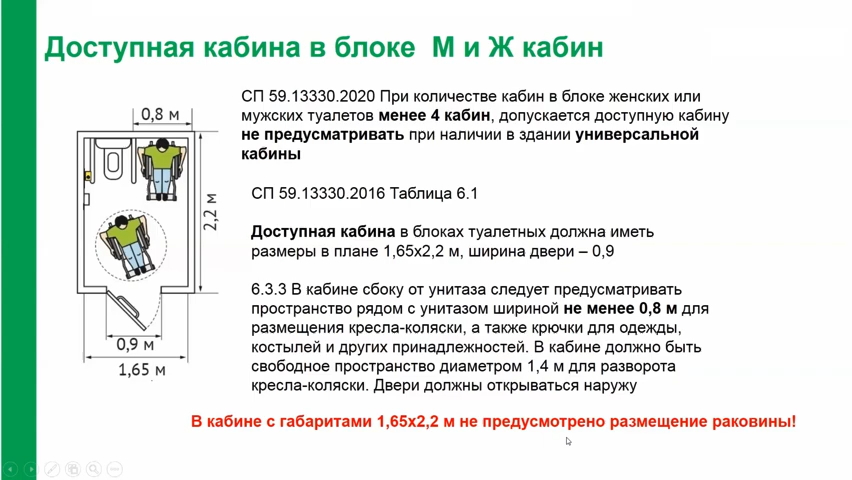 Доступная кабина в блоке М и Ж кабин
СП 59.13330.2020 При количестве кабин в блоке женских или
мужских туалетов менее 4 кабин, допускается доступную кабину
не предусматривать при наличии в здании универсальной
кабины
СП 59.13330.2016 Таблица 6.1
Доступная кабина в блоках туалетных должна иметь
размеры в плане 1,65х2,2 м, ширина двери – 0,9
6.3.3 В кабине сбоку от унитаза следует предусматривать
пространство рядом с унитазом шириной не менее 0,8 м для
размещения кресла-коляски, а также крючки для одежды,
костылей и других принадлежностей. В кабине должно быть
свободное пространство диаметром 1,4 м для разворота
кресла-коляски. Двери должны открываться наружу
0,8 м
2,2 м
0,9 м
1,65 м
В кабине с габаритами 1,65х2,2 м не предусмотрено размещение раковины!